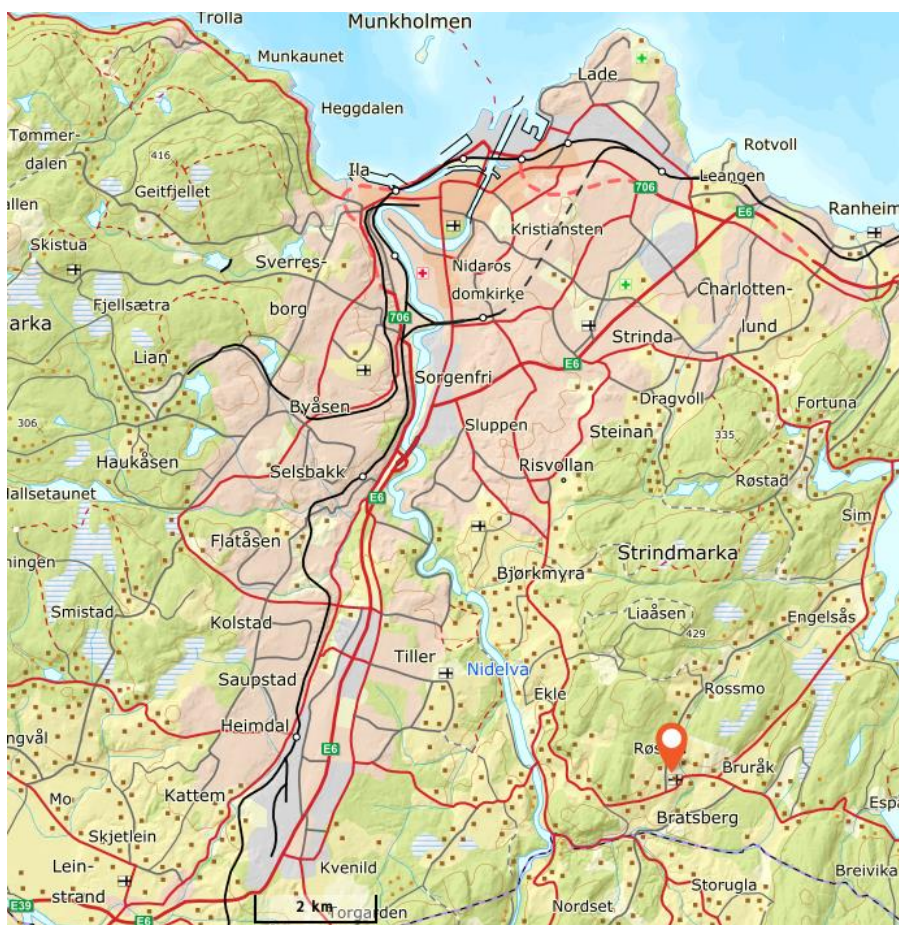 Trolla
Munkholmen
Munkaunet
Lade
Heggdalen
Tømmer-
dalen
416
Ila
Rotvoll
Leangen
Geitfjellet
706
allen
E6
Ranheim
Skistua
Kristiansten
Sverres-
borg
Nidaros
domkirke
Charlotten-
lund
Fjellsætra
arka
706
Strinda
Lian
E6
Sorgenfri
Dragvoll
Fortuna
Byåsen
306
Sluppen
Steinan
335
Haukåsen
Selsbakk
Risvollan
Røstad
Hallsetaunet
E6
Sim
Flatåsen
Strindmarka
ningen
Bjørkmyra
Smistad
Liaåsen
Engelsås
Kolstad
429
Tiller
Nidelva
Saupstad
Ekle
Rossmo
Heimdal
ngvål
E6
Bruråk
Mo
Kattem
Espå
Bratsberg
Skjetlein
Lein-
strand
Kvenild
Breivika
Storugla
2 km
E39
Torgarden
Nordset
E6